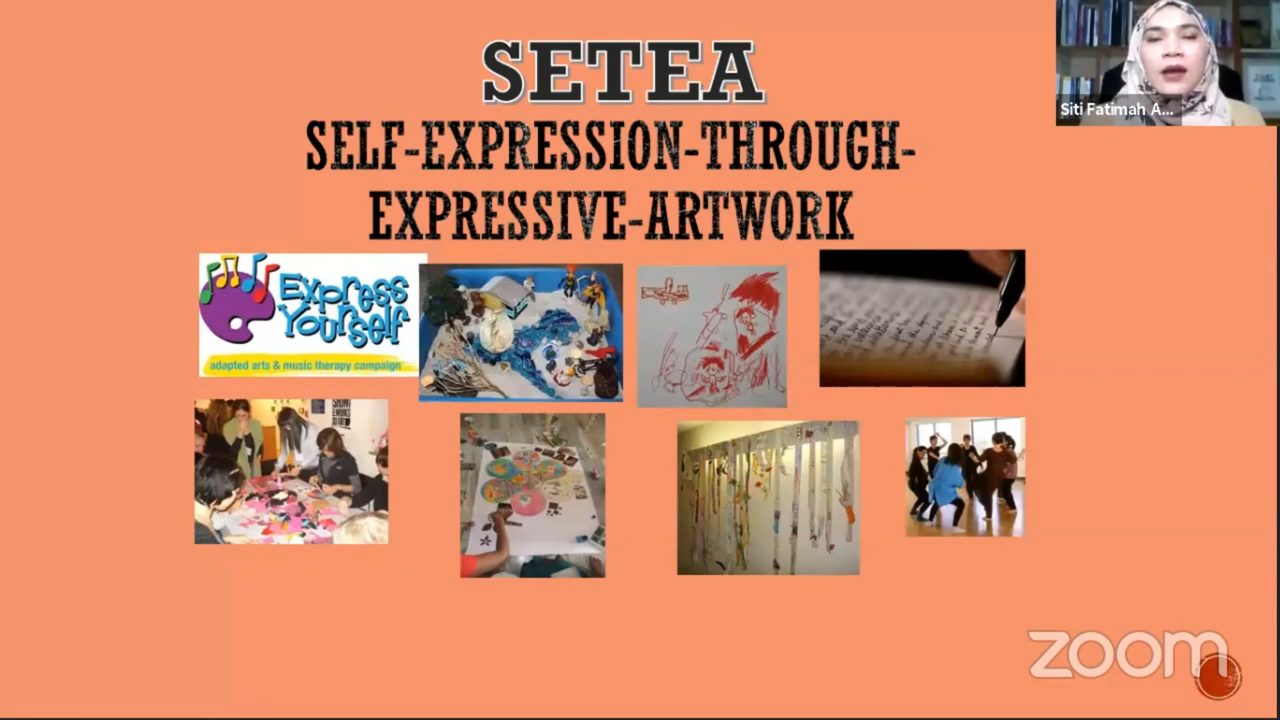 SETEA
Siti Fatimah A...
SELF-EXPRESSION-THROUGH-
EXPRESSIVE-ARTWORK
Express
Yourself
adapted arts & music therapy campaign
zoom